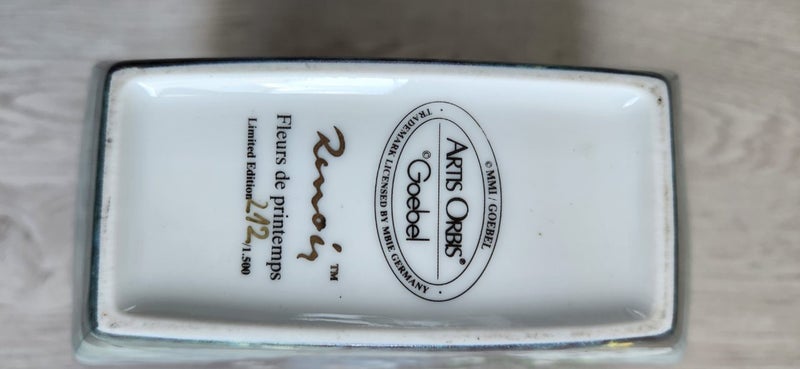 ©MMI / GOEBEL
ARTIS ORBIS®
© Goebel
· TRADEMARK LICENSED BY MBIE GERMANY ·
Renoir™
Fleurs de printemps
Limited Edition 212/1.500